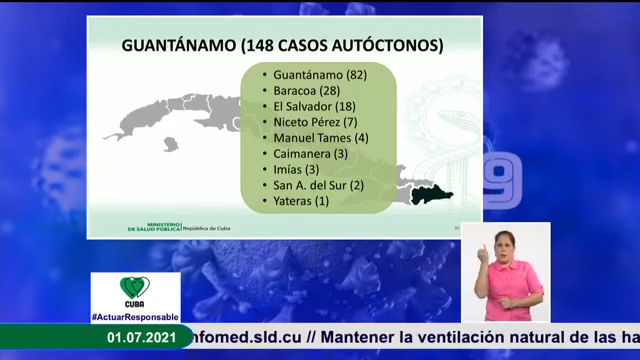 GUANTÁNAMO (148 CASOS AUTÓCTONOS)
• Guantánamo (82)
• Baracoa (28)
• El Salvador (18)
• Niceto Pérez (7)
• Manuel Tames (4)
• Caimanera (3)
• Imías (3)
• San A. del Sur (2)
• Yateras (1)
9
MINISTERIO
DE SALUD PÚBLICA
República de Cuba
CUBA
#ActuarResponsable
01.07.2021
nfomed.sld.cu // Mantener la ventilación natural de las ha